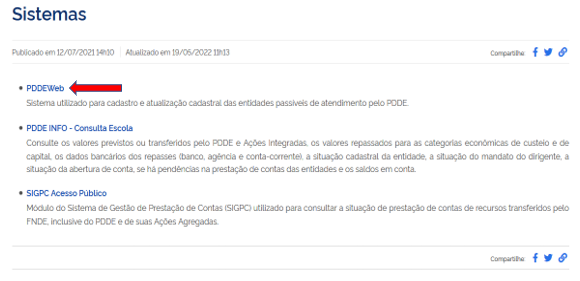 Sistemas
Publicado em 12/07/2021 14h10 Atualizado em 19/05/2022 11h13 Compartilhe:
PDDEWeb
Sistema utilizado para cadastro e atualização cadastral das entidades passíveis de atendimento pelo PDDE.
PDDE INFO - Consulta Escola
Consulte os valores previstos ou transferidos pelo PDDE e Ações Integradas, os valores repassados para as categorias econômicas de custeio e de
capital, os dados bancários dos repasses (banco, agência e conta-corrente), a situação cadastral da entidade, a situação do mandato do dirigente, a
situação da abertura de conta, se há pendências na prestação de contas das entidades e os saldos em conta.
SIGPC Acesso Público
Módulo do Sistema de Gestão de Prestação de Contas (SIGPC) utilizado para consultar a situação de prestação de contas de recursos transferidos pelo
FNDE, inclusive do PDDE e de suas Ações Agregadas.
Compartilhe: